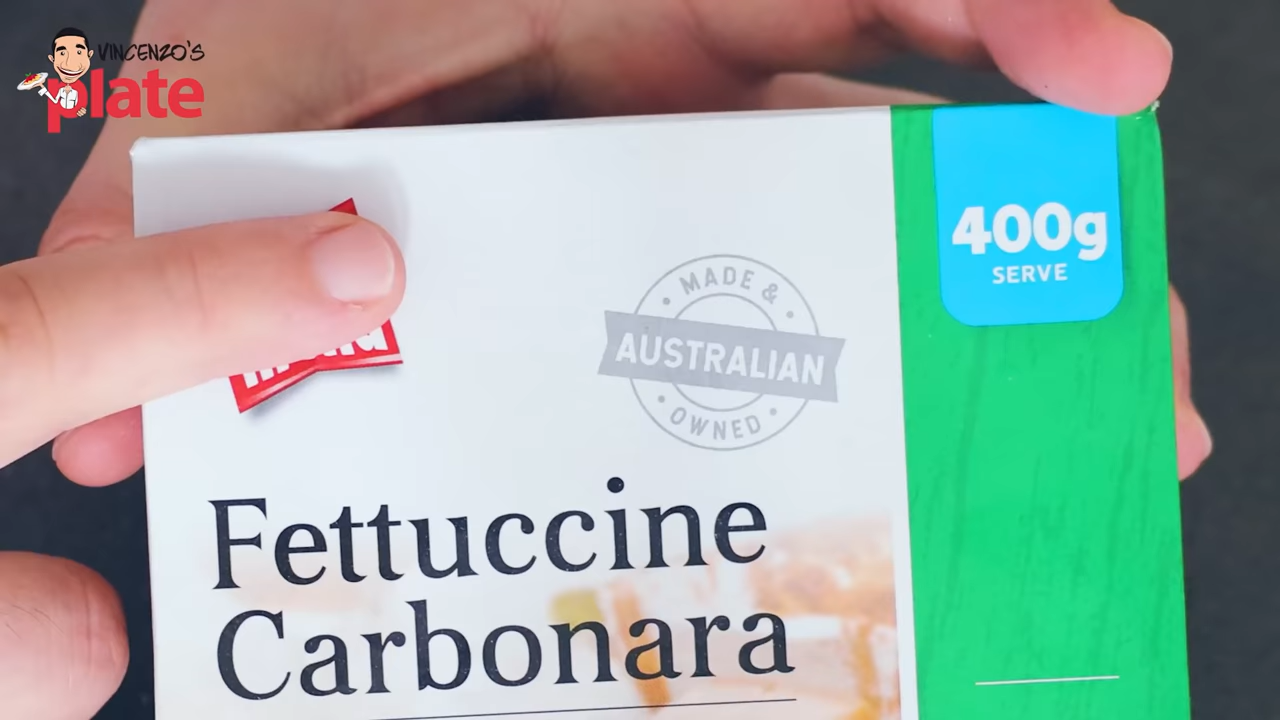 VINCENZO'S
plate
400g
SERVE
MADE &
AUSTRALIAN
OWNED
Fettuccine
Carbonara